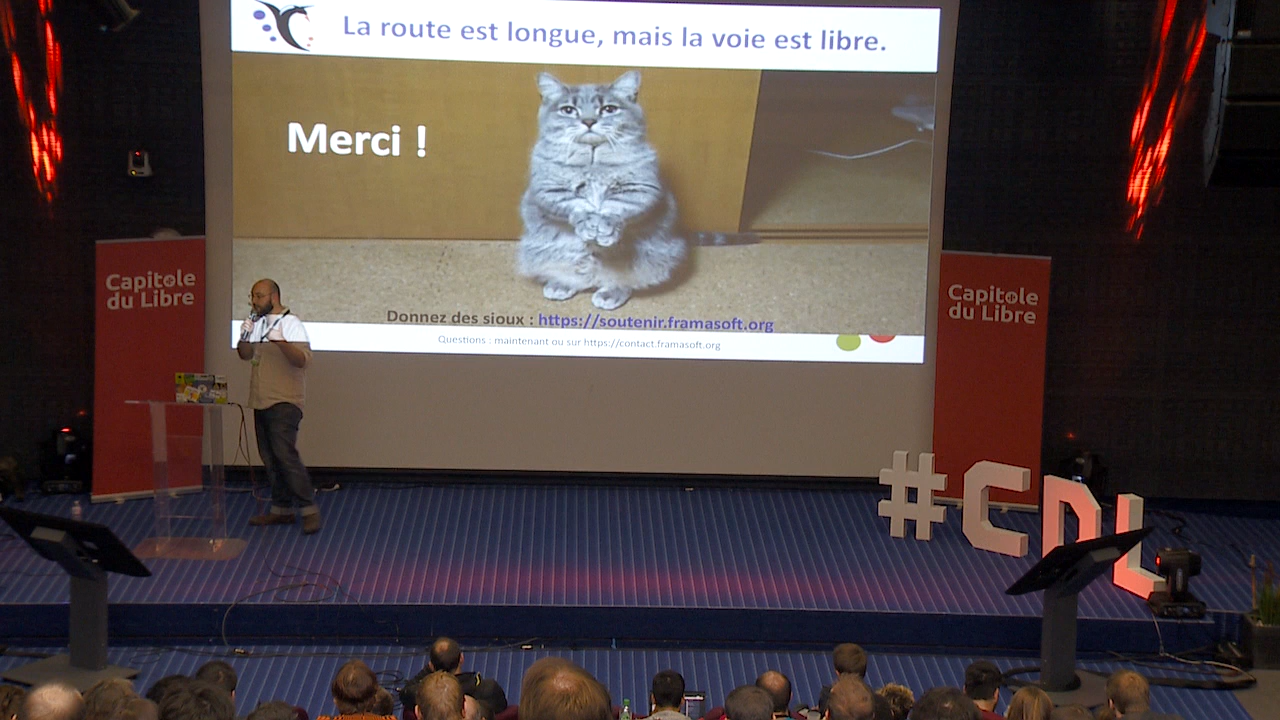 La route est longue, mais la voie est libre.
Merci !
Donnez des sioux : https://soutenir.framasoft.org
Questions : maintenant ou sur https://contact.framasoft.org
Capitole
du Libre
Capitole
du Libre
#CDL